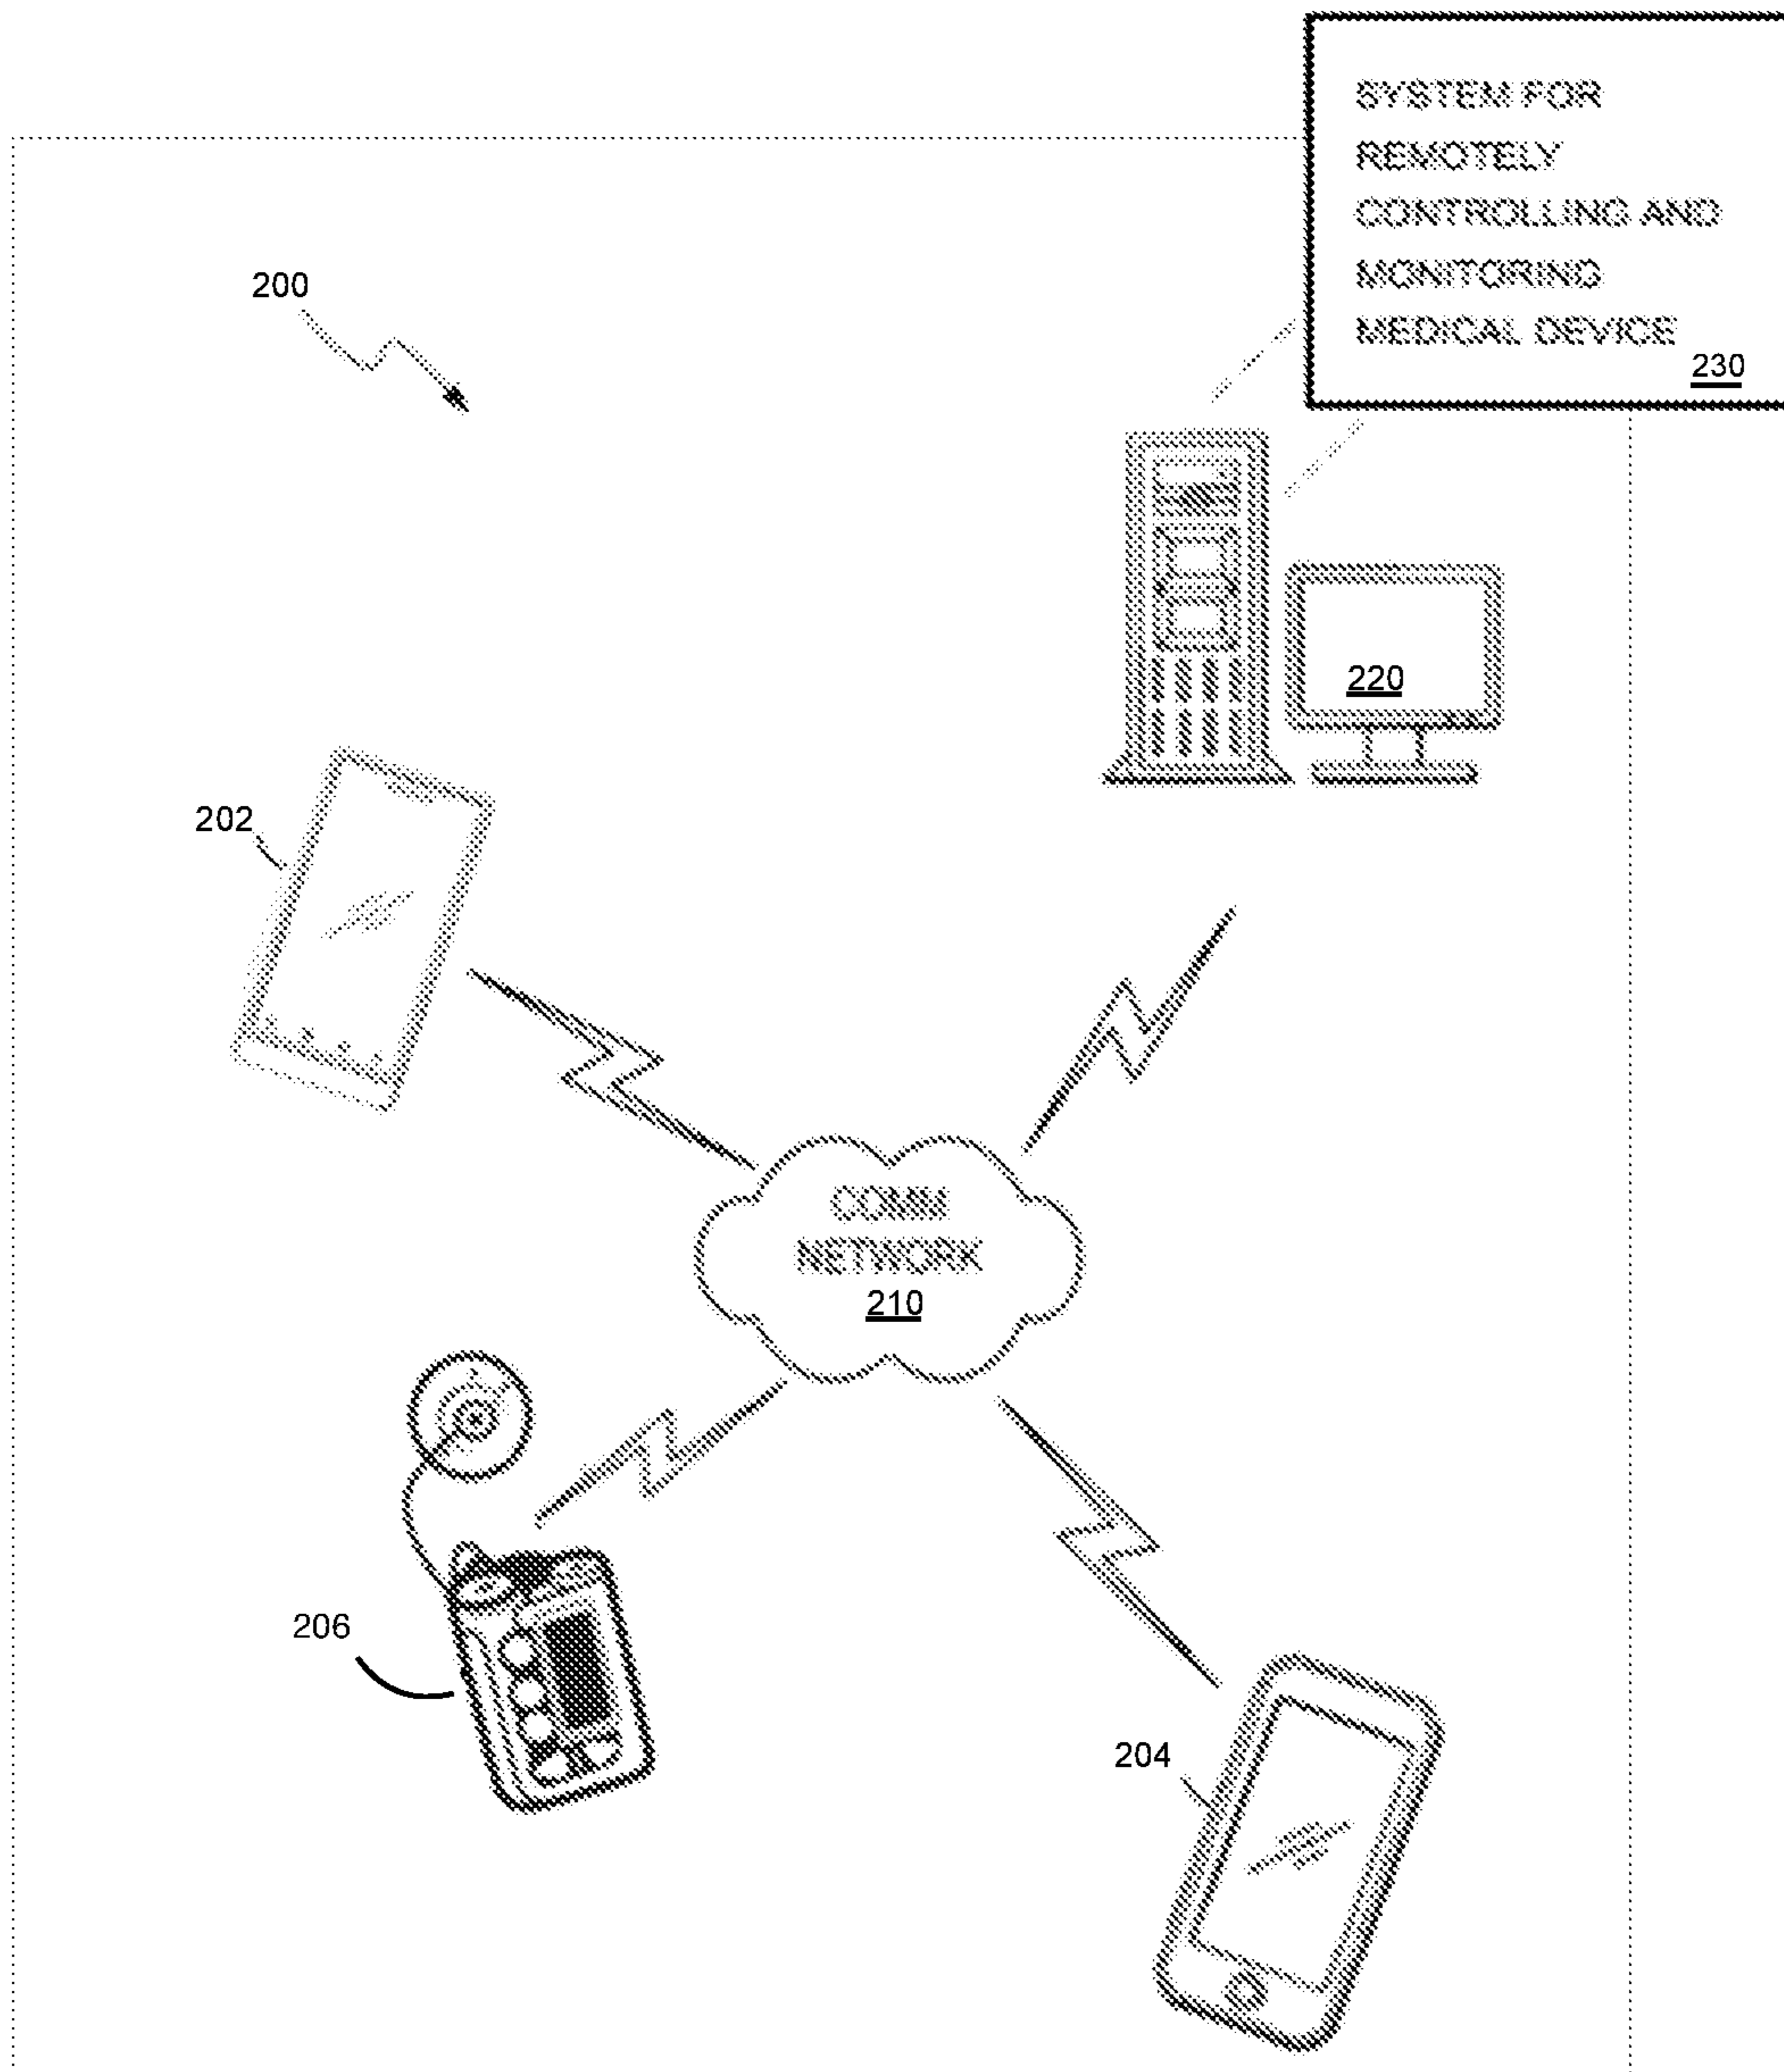 SYSTEM FOR
REMOTELY
CONTROLLING AND
MONITORING
MEDICAL DEVICE
230
200
220
202
COMM
NETWORK
210
206
204